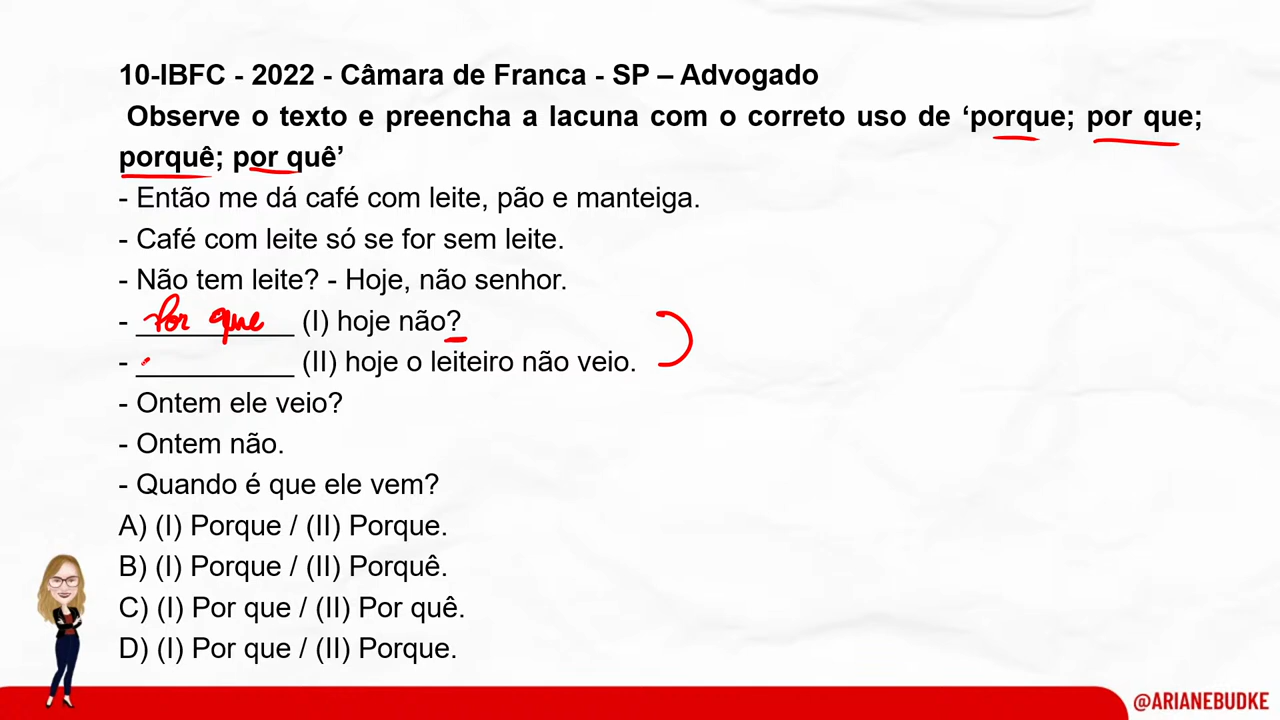 10-IBFC - 2022 - Câmara de Franca - SP – Advogado
Observe o texto e preencha a lacuna com o correto uso de ‘porque; por que;
porquê; por quê’
- Então me dá café com leite, pão e manteiga.
- Café com leite só se for sem leite.
- Não tem leite? - Hoje, não senhor.
- Por que (I) hoje não?
- __________ (II) hoje o leiteiro não veio.
- Ontem ele veio?
- Ontem não.
- Quando é que ele vem?
A) (I) Porque / (II) Porque.
B) (I) Porque / (II) Porquê.
C) (I) Por que / (II) Por quê.
D) (I) Por que / (II) Porque.
@ARIANEBUDKE